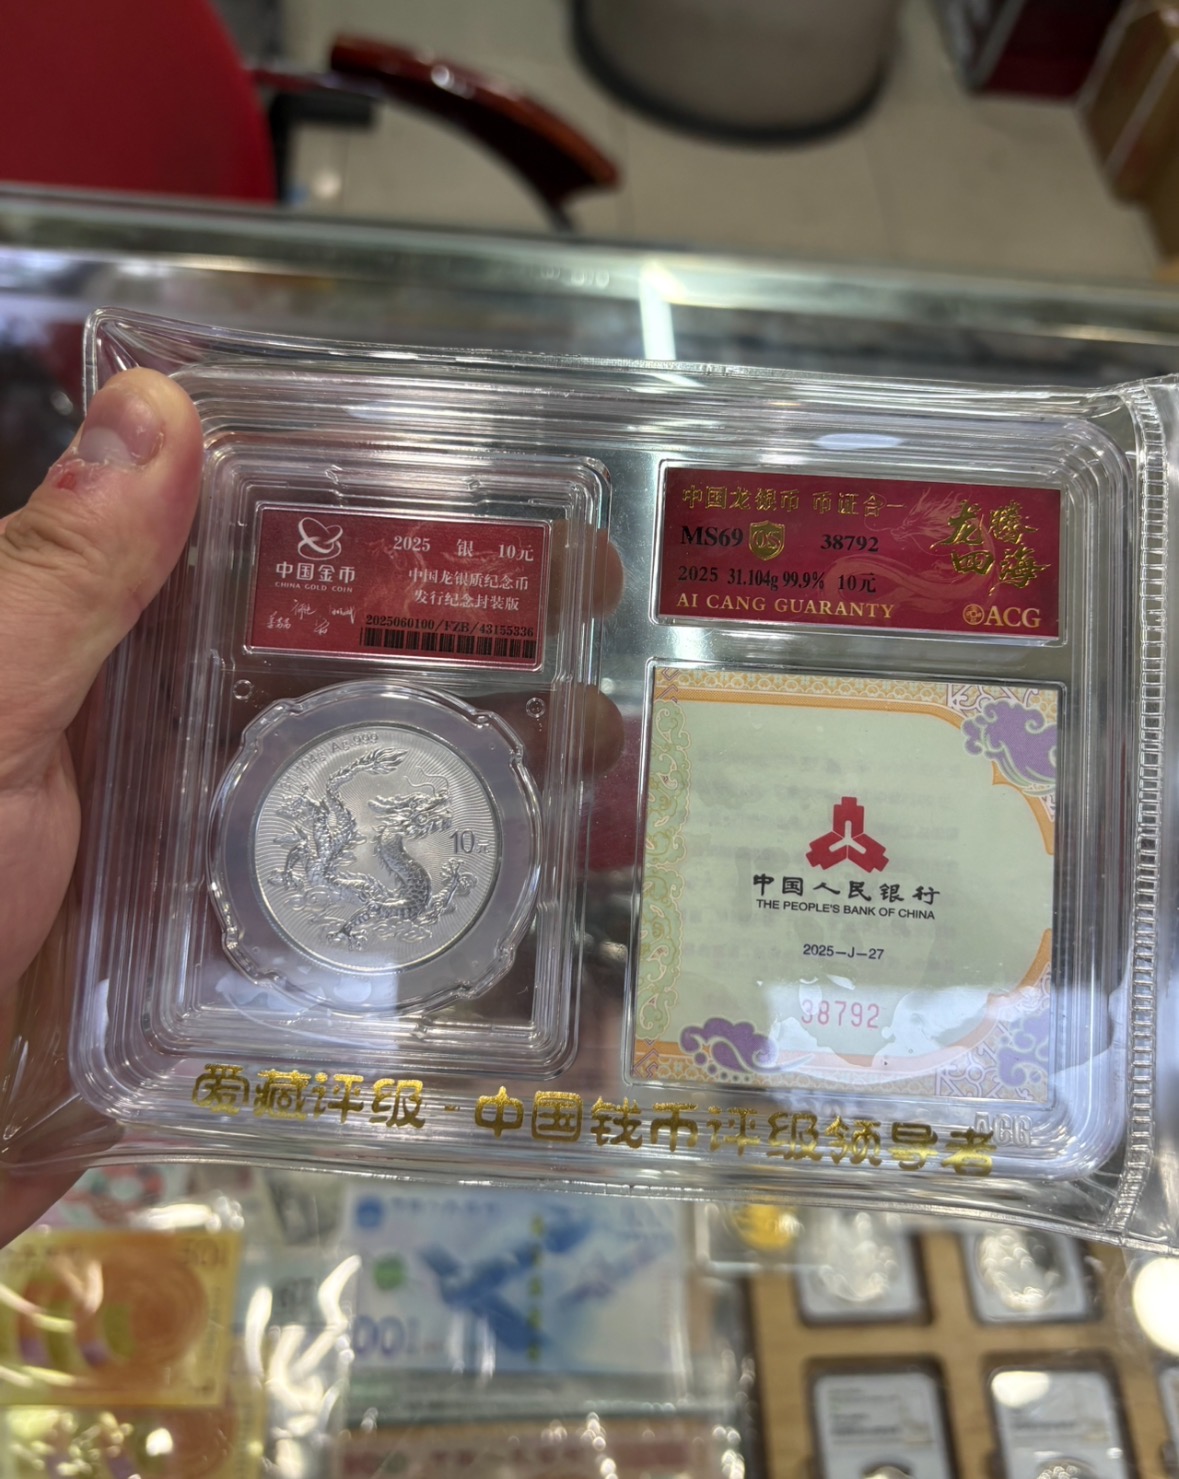 中国金币
CHINA GOLD COIN
2025 银 10元
中国龙银质纪念币
发行纪念封装版
2025060100/FZB/43155336
Ag 999
10元
中国龙银币 币证合一
MS69 38792
2025 31.104g 99.9% 10元
AI CANG GUARANTY
龙腾
四海
ACG
中国人民银行
THE PEOPLE'S BANK OF CHINA
2025—J—27
38792
爱藏评级-中国钱币评级领导者
ACG
100